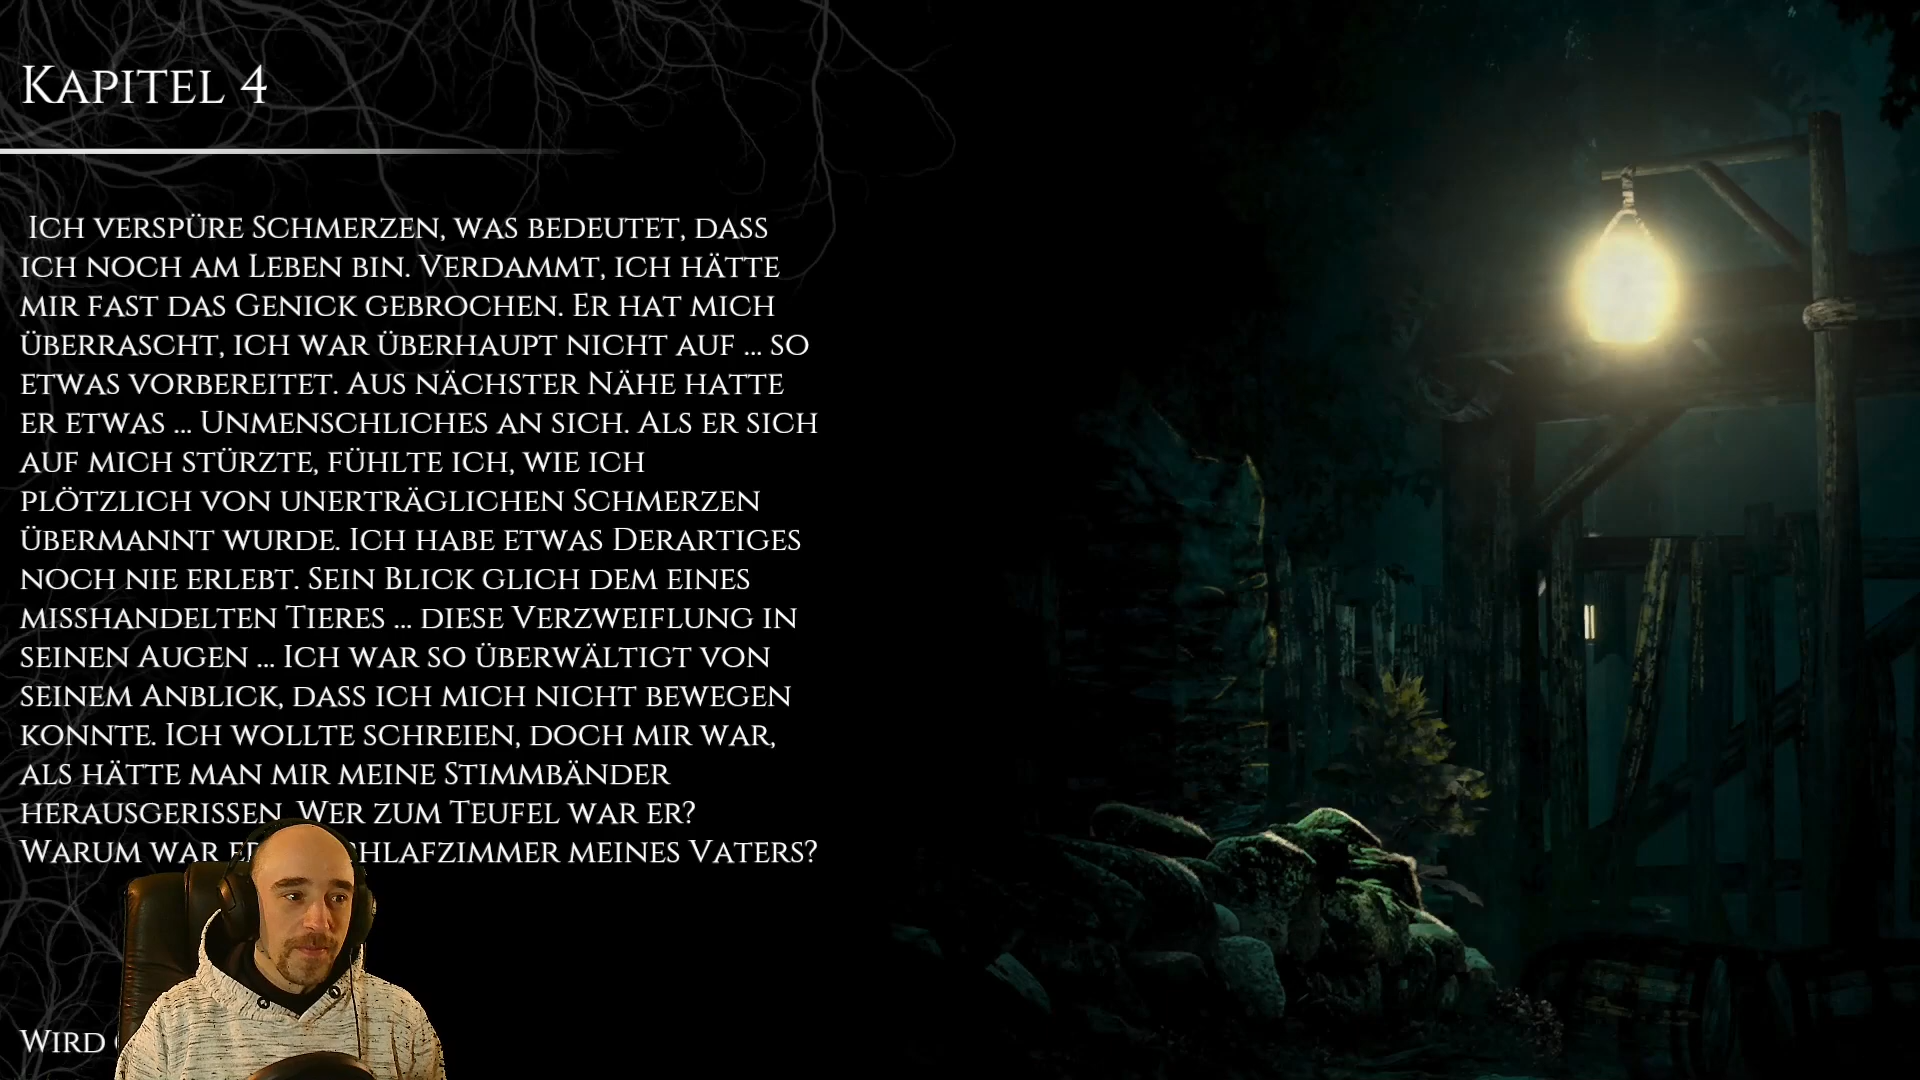 Kapitel 4
Ich verspüre Schmerzen, was bedeutet, dass
ich noch am Leben bin. Verdammt, ich hätte
mir fast das Genick gebrochen. Er hat mich
überrascht, ich war überhaupt nicht auf ... so
etwas vorbereitet. Aus nächster Nähe hatte
er etwas ... Unmenschliches an sich. Als er sich
auf mich stürzte, fühlte ich, wie ich
plötzlich von unerträglichen Schmerzen
übermannt wurde. Ich habe etwas Derartiges
noch nie erlebt. Sein Blick glich dem eines
misshandelten Tieres ... diese Verzweiflung in
seinen Augen ... Ich war so überwältigt von
seinem Anblick, dass ich mich nicht bewegen
konnte. Ich wollte schreien, doch mir war,
als hätte man mir meine Stimmbänder
herausgerissen. Wer zum Teufel war er?
Warum war meines Vaters?
Wird